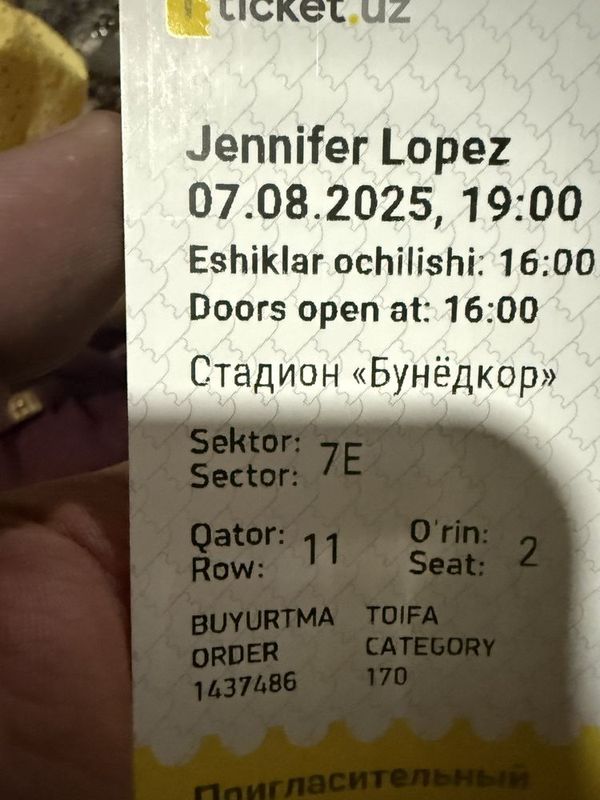 ticket.uz
Jennifer Lopez
07.08.2025, 19:00
Eshiklar ochilishi: 16:00
Doors open at: 16:00
Стадион «Бунёдкор»
Sektor: 7E
Sector:
Qator: 11 O'rin: 2
Row: Seat:
BUYURTMA TOIFA
ORDER CATEGORY
1437486 170
Пригласительный